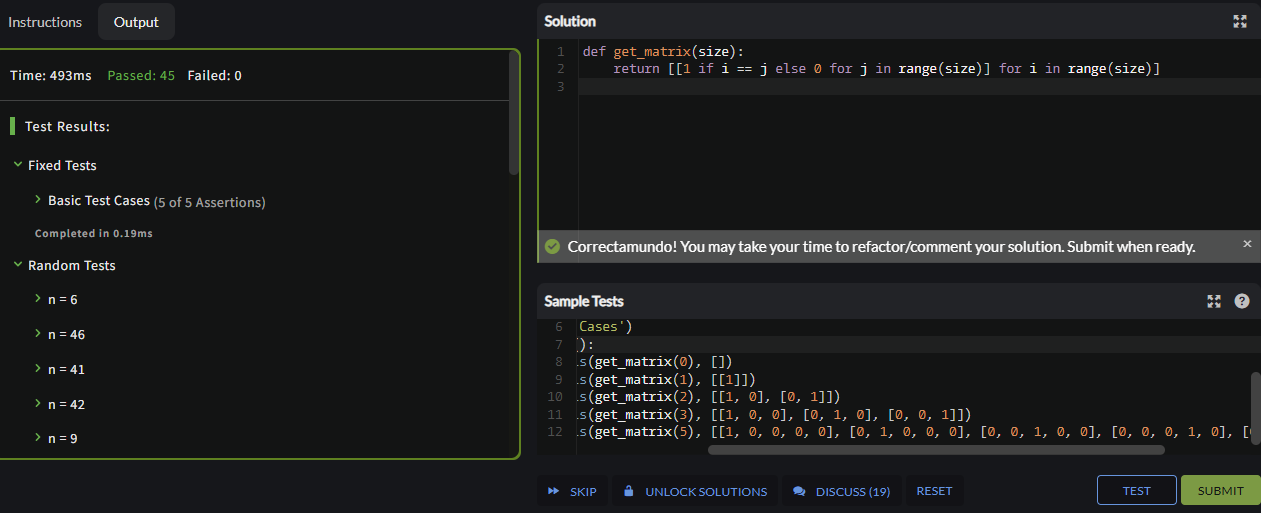 Instructions
Output
Time: 493ms Passed: 45 Failed: 0
Test Results:
Fixed Tests
Basic Test Cases (5 of 5 Assertions)
Completed in 0.19ms
Random Tests
n = 6
n = 46
n = 41
n = 42
n = 9
Solution
1 def get_matrix(size):
2     return [[1 if i == j else 0 for j in range(size)] for i in range(size)]
3
Correctamundo! You may take your time to refactor/comment your solution. Submit when ready.
Sample Tests
6 Cases')
7 ):
8 s(get_matrix(0), [])
9 s(get_matrix(1), [[1]])
10 s(get_matrix(2), [[1, 0], [0, 1]])
11 s(get_matrix(3), [[1, 0, 0], [0, 1, 0], [0, 0, 1]])
12 s(get_matrix(5), [[1, 0, 0, 0, 0], [0, 1, 0, 0, 0], [0, 0, 1, 0, 0], [0, 0, 0, 1, 0], [
SKIP
UNLOCK SOLUTIONS
DISCUSS (19)
RESET
TEST
SUBMIT